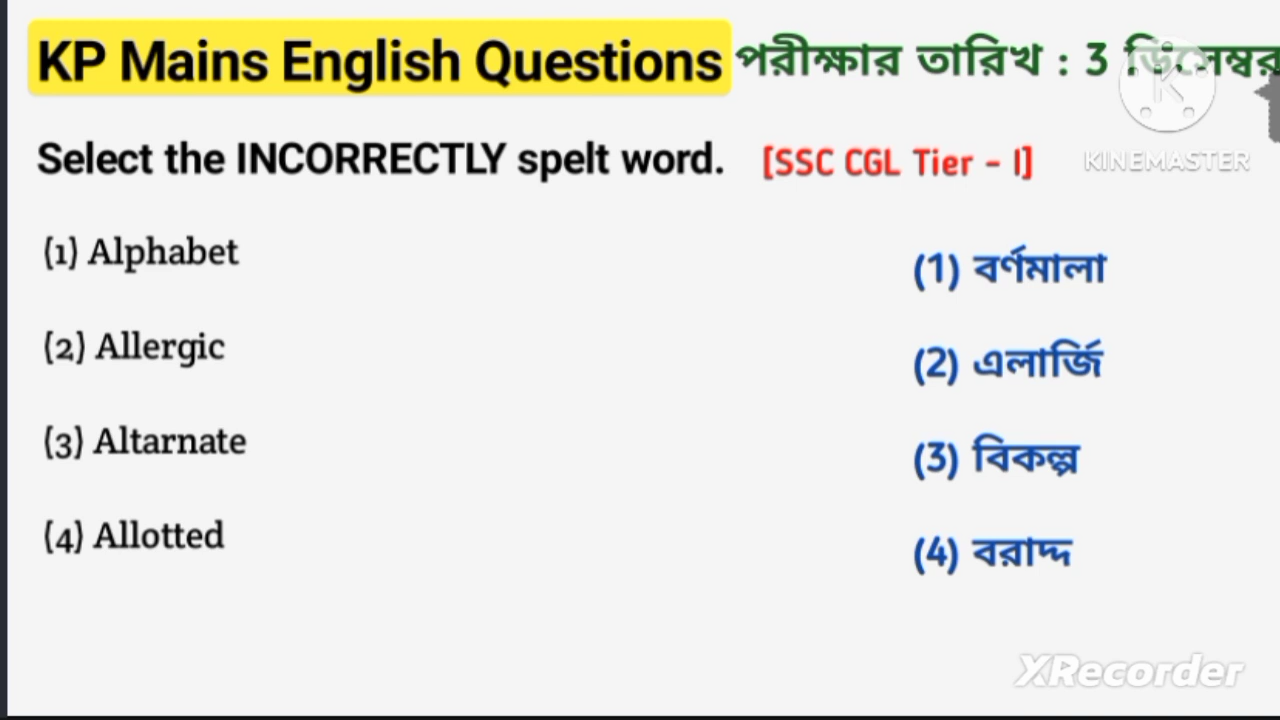 KP Mains English Questions পরীক্ষার তারিখ : 3 ডিসেম্বর
KINEMASTER
Select the INCORRECTLY spelt word. [SSC CGL Tier - I]
(1) Alphabet (1) বর্ণমালা
(2) Allergic (2) এলার্জি
(3) Altarnate (3) বিকল্প
(4) Allotted (4) বরাদ্দ
XRecorder